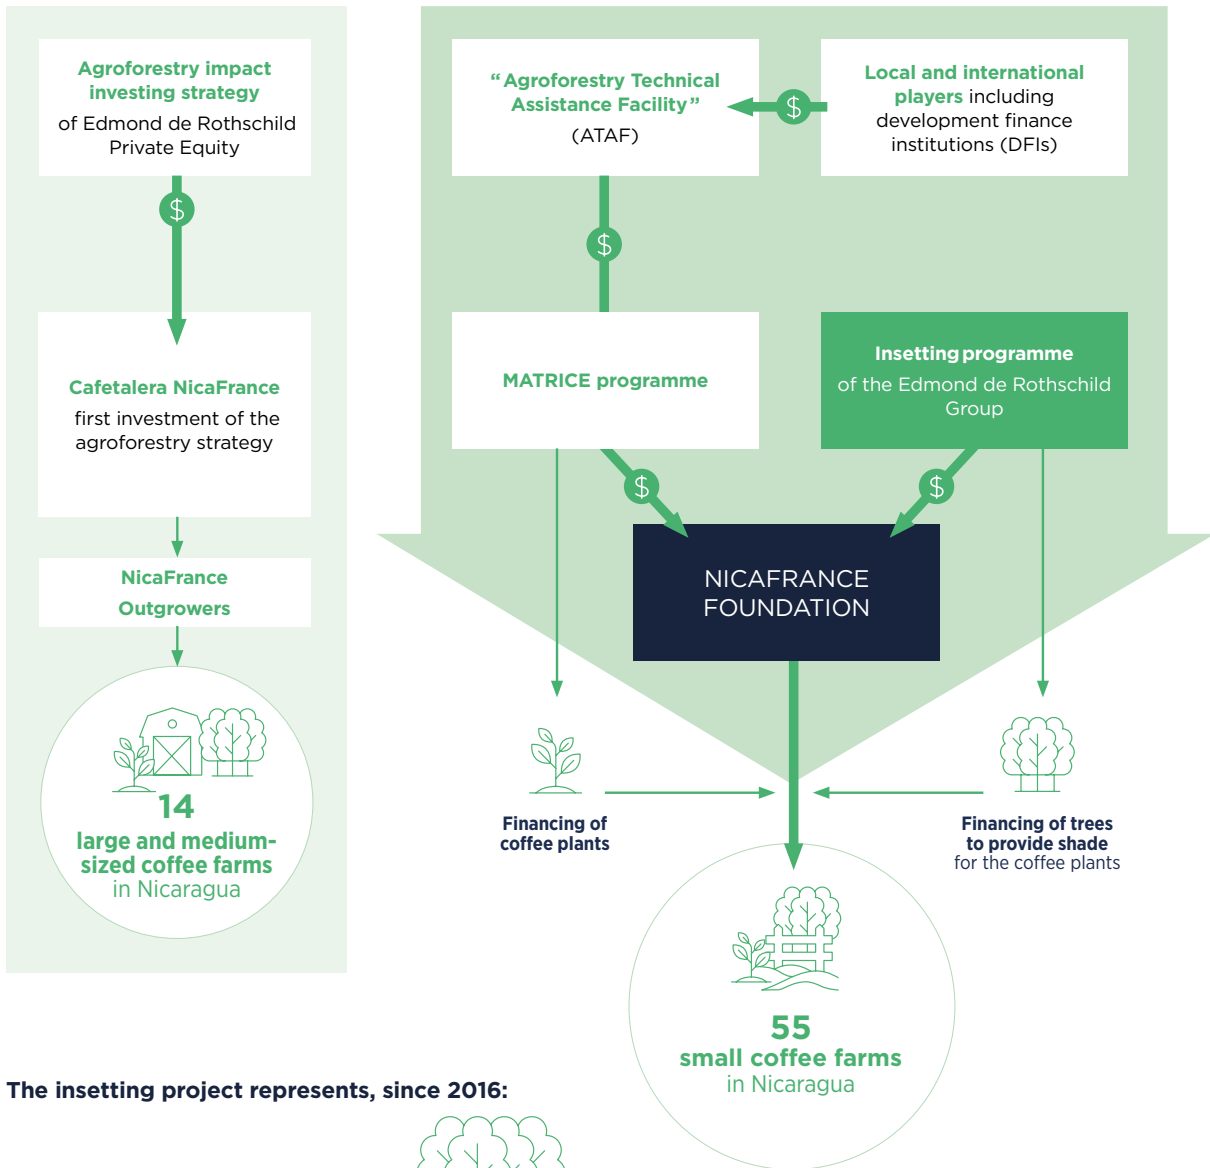 Agroforestry impact
investing strategy
of Edmond de Rothschild
Private Equity
$
Cafetalera NicaFrance
first investment of the
agroforestry strategy
NicaFrance
Outgrowers
14
large and medium-
sized coffee farms
in Nicaragua
“Agroforestry Technical
Assistance Facility”
(ATAF)
$
Local and international
players including
development finance
institutions (DFIs)
$
MATRICE programme
Insetting programme
of the Edmond de Rothschild
Group
$
$
NICAFRANCE
FOUNDATION
Financing of
coffee plants
Financing of trees
to provide shade
for the coffee plants
55
small coffee farms
in Nicaragua
The insetting project represents, since 2016: